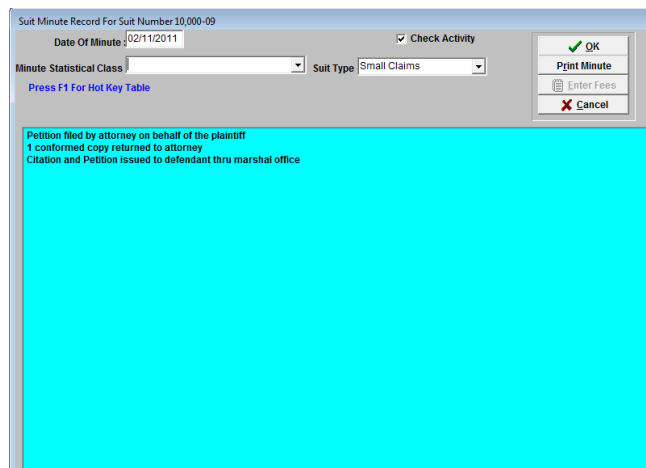 Suit Minute Record For Suit Number 10,000-09
Date Of Minute : 02/11/2011
Check Activity
OK
Minute Statistical Class
Suit Type Small Claims
Print Minute
Press F1 For Hot Key Table
Enter Fees
Cancel
Petition filed by attorney on behalf of the plaintiff
1 conformed copy returned to attorney
Citation and Petition issued to defendant thru marshal office